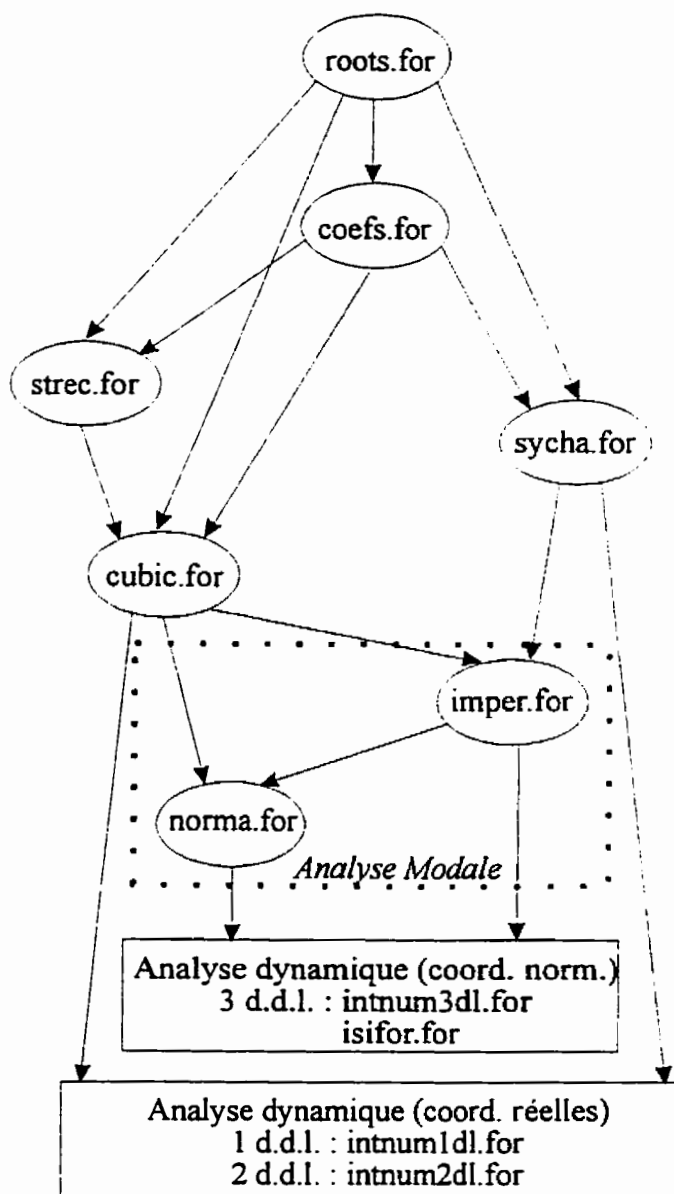 roots.for
coefs.for
strec.for
sycha.for
cubic.for
imper.for
norma.for
Analyse Modale
Analyse dynamique (coord. norm.)
3 d.d.l. : intnum3dl.for
isifor.for
Analyse dynamique (coord. réelles)
1 d.d.l. : intnum1dl.for
2 d.d.l. : intnum2dl.for